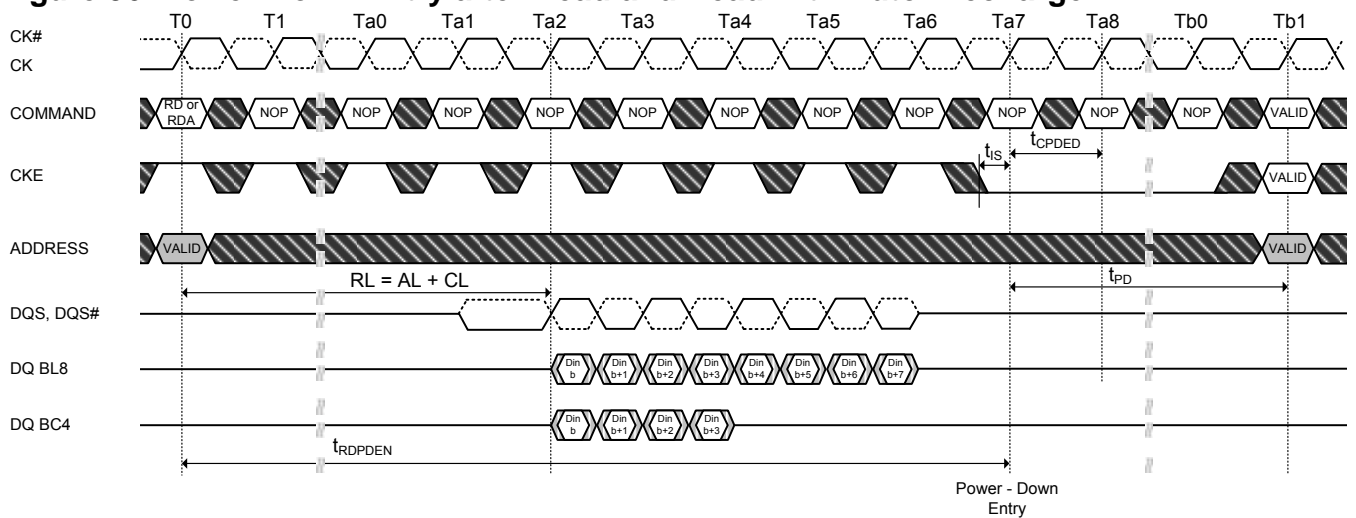 T0 T1 Ta0 Ta1 Ta2 Ta3 Ta4 Ta5 Ta6 Ta7 Ta8 Tb0 Tb1
CK#
CK
COMMAND
RD or
RDA
NOP NOP NOP NOP NOP NOP NOP NOP NOP NOP NOP VALID
tIS
tCPDED
CKE
VALID
ADDRESS
VALID
VALID
RL = AL + CL
tPD
DQS, DQS#
DQ BL8
Din Din Din Din Din Din Din Din
b b+1 b+2 b+3 b+4 b+5 b+6 b+7
DQ BC4
Din Din Din Din
b b+1 b+2 b+3
tRDPDEN
Power - Down
Entry